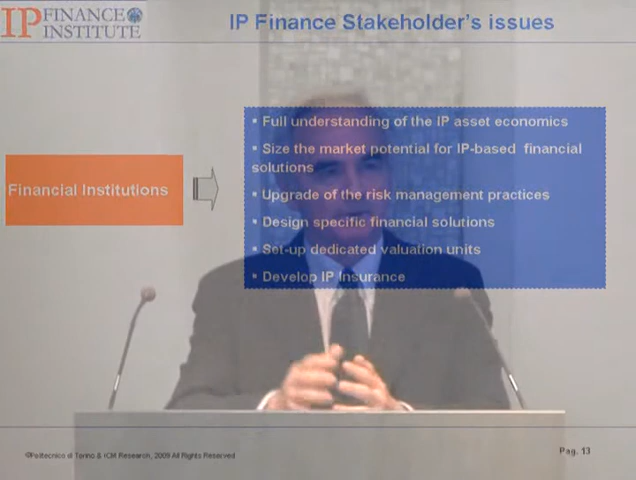 IP FINANCE
INSTITUTE
IP Finance Stakeholder's issues
Financial Institutions
▪ Full understanding of the IP asset economics
▪ Size the market potential for IP-based financial
solutions
▪ Upgrade of the risk management practices
▪ Design specific financial solutions
▪ Set-up dedicated valuation units
▪ Develop IP Insurance
©Politecnico di Torino & ICM Research, 2009 All Rights Reserved
Pag. 13